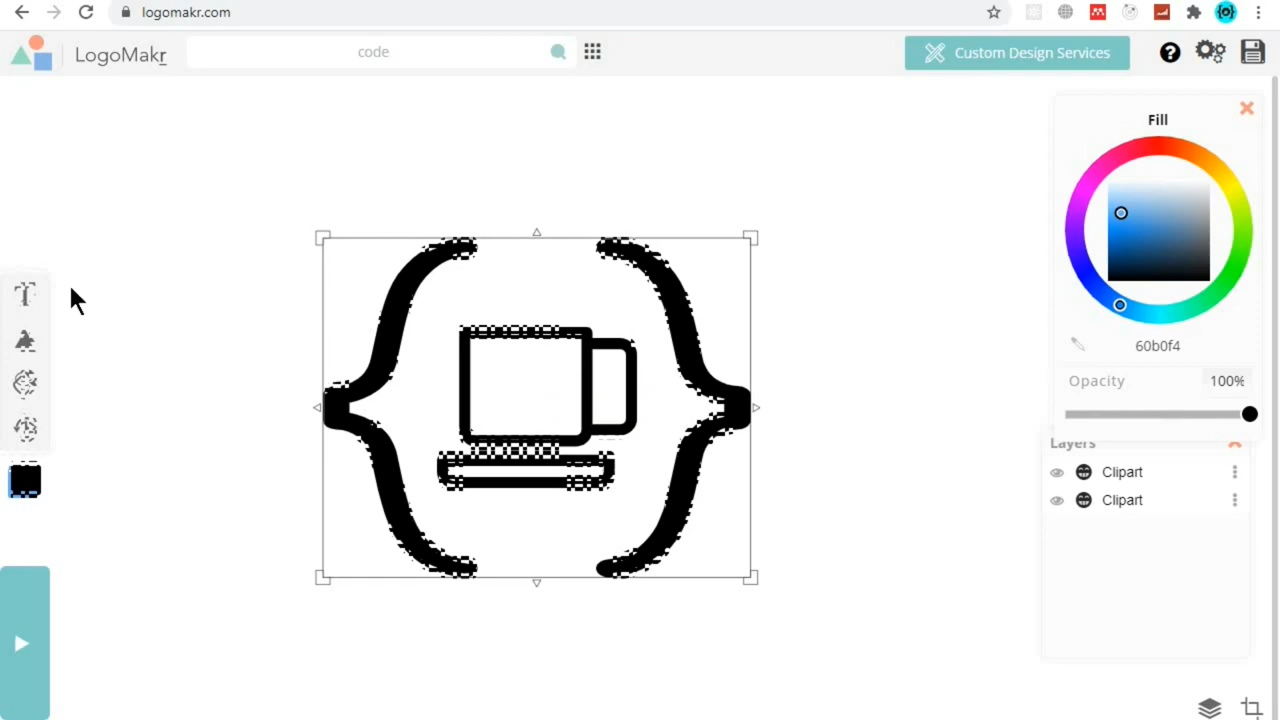 logomakr.com
LogoMakr
code
Custom Design Services
?
Fill
60b0f4
Opacity
100%
Layers
Clipart
Clipart
T